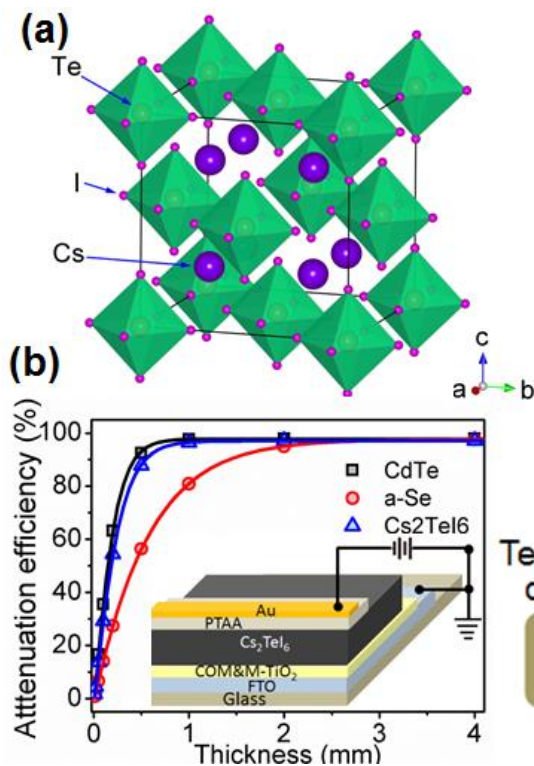 (a)
Te
I
Cs
c
a
b
(b)
Atttenuation efficiency (%)
100
80
60
40
20
0
CdTe
a-Se
Cs2TeI6
Au
PTAA
Cs₂TeI₆
COM&M-TiO₂
FTO
Glass
0
1
2
3
4
Thickness (mm)
Te